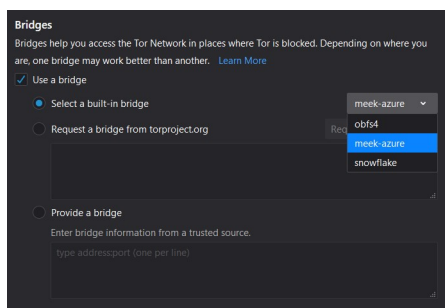 Bridges
Bridges help you access the Tor Network in places where Tor is blocked. Depending on where you
are, one bridge may work better than another. Learn More
Use a bridge
Select a built-in bridge
meek-azure
obfs4
meek-azure
snowflake
Request a bridge from torproject.org
Provide a bridge
Enter bridge information from a trusted source.
type address:port (one per line)